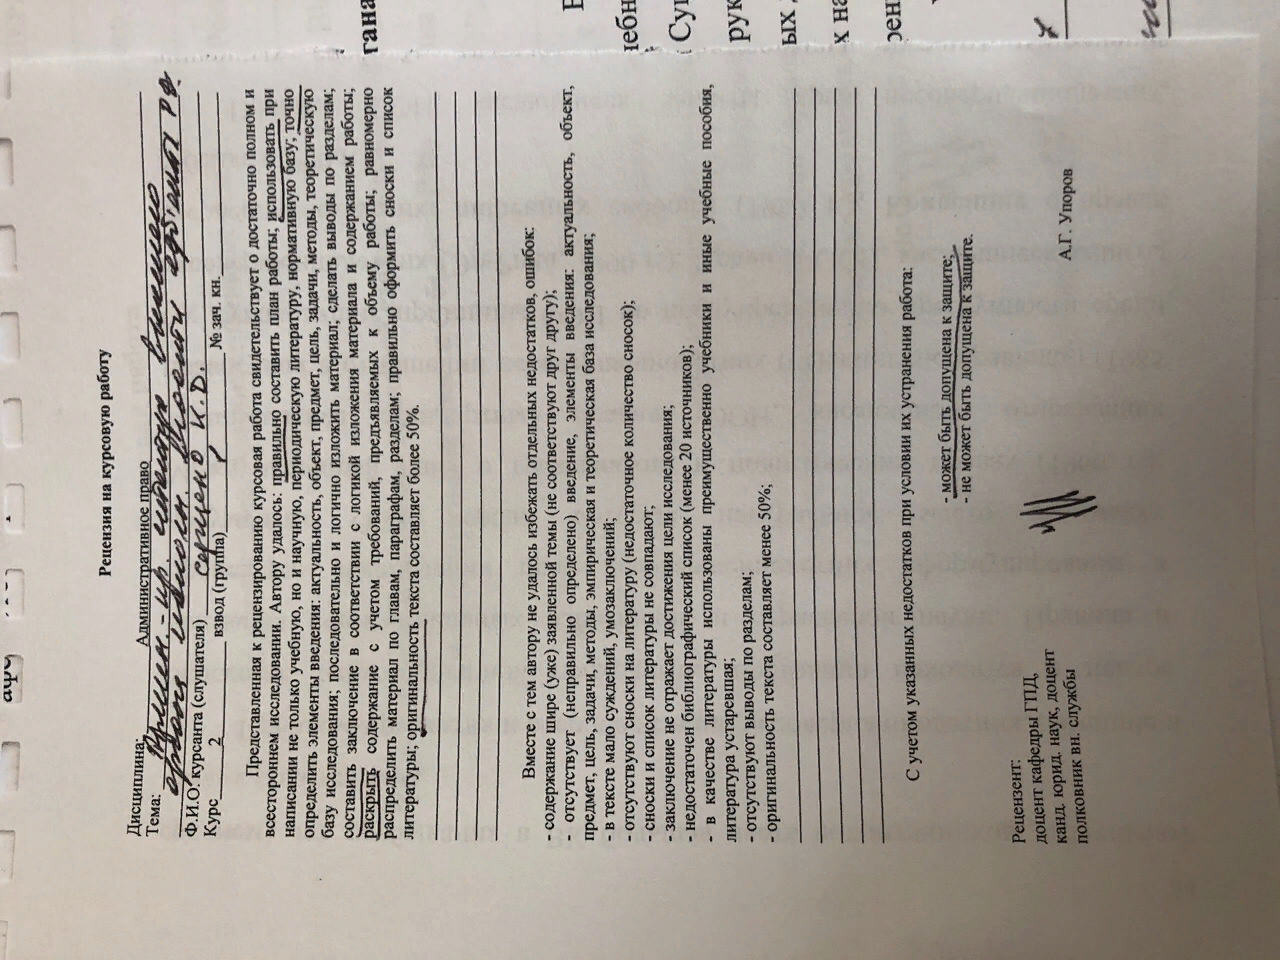 Рецензия на курсовую работу
Дисциплина: Административное право
Тема: статус высшего
органа исполн. власти РФ.
Ф.И.О. курсанта (слушателя) К.Д.
Курс 2 взвод (группа) № зач. кн.
Представленная к рецензированию курсовая работа свидетельствует о достаточно полном и
всестороннем исследовании. Автору удалось: правильно составить план работы; использовать при
написании не только учебную, но и научную, периодическую литературу, нормативную базу; точно
определить элементы введения: актуальность, объект, предмет, цель, задачи, методы, теоретическую
базу исследования; последовательно и логично изложить материал; сделать выводы по разделам;
составить заключение в соответствии с логикой изложения материала и содержанием работы;
раскрыть содержание с учетом требований, предъявляемых к объему работы; равномерно
распределить материал по главам, параграфам, разделам; правильно оформить сноски и список
литературы; оригинальность текста составляет более 50%.
Вместе с тем автору не удалось избежать отдельных недостатков, ошибок:
- содержание шире (уже) заявленной темы (не соответствуют друг другу);
- отсутствует (неправильно определено) введение, элементы введения: актуальность, объект,
предмет, цель, задачи, методы, эмпирическая и теоретическая база исследования;
- в тексте мало суждений, умозаключений;
- отсутствуют сноски на литературу (недостаточное количество сносок);
- сноски и список литературы не совпадают;
- заключение не отражает достижения цели исследования;
- недостаточен библиографический список (менее 20 источников);
- в качестве литературы использованы преимущественно учебники и иные учебные пособия,
литература устаревшая;
- отсутствуют выводы по разделам;
- оригинальность текста составляет менее 50%;
С учетом указанных недостатков при условии их устранения работа:
- может быть допущена к защите;
- не может быть допущена к защите.
Рецензент:
доцент кафедры ГПД,
канд. юрид. наук, доцент
полковник вн. службы А.Г. Упоров